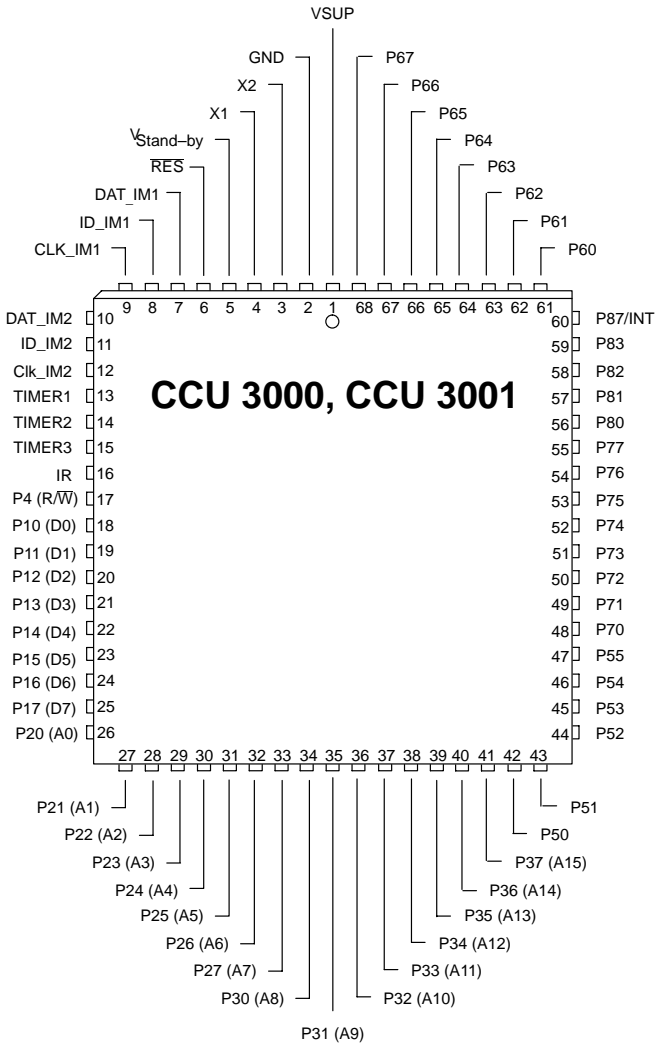 VSUP
GND P67
X2 P66
X1 P65
VStand–by P64
RES P63
DAT_IM1 P62
ID_IM1 P61
CLK_IM1 P60
9 8 7 6 5 4 3 2 1 68 67 66 65 64 63 62 61
DAT_IM2 10 60 P87/INT
ID_IM2 11 59 P83
Clk_IM2 12 58 P82
TIMER1 13 CCU 3000, CCU 3001 57 P81
TIMER2 14 56 P80
TIMER3 15 55 P77
IR 16 54 P76
P4 (R/W) 17 53 P75
P10 (D0) 18 52 P74
P11 (D1) 19 51 P73
P12 (D2) 20 50 P72
P13 (D3) 21 49 P71
P14 (D4) 22 48 P70
P15 (D5) 23 47 P55
P16 (D6) 24 46 P54
P17 (D7) 25 45 P53
P20 (A0) 26 44 P52
27 28 29 30 31 32 33 34 35 36 37 38 39 40 41 42 43
P21 (A1) P51
P22 (A2) P50
P23 (A3) P37 (A15)
P24 (A4) P36 (A14)
P25 (A5) P35 (A13)
P26 (A6) P34 (A12)
P27 (A7) P33 (A11)
P30 (A8) P32 (A10)
P31 (A9)